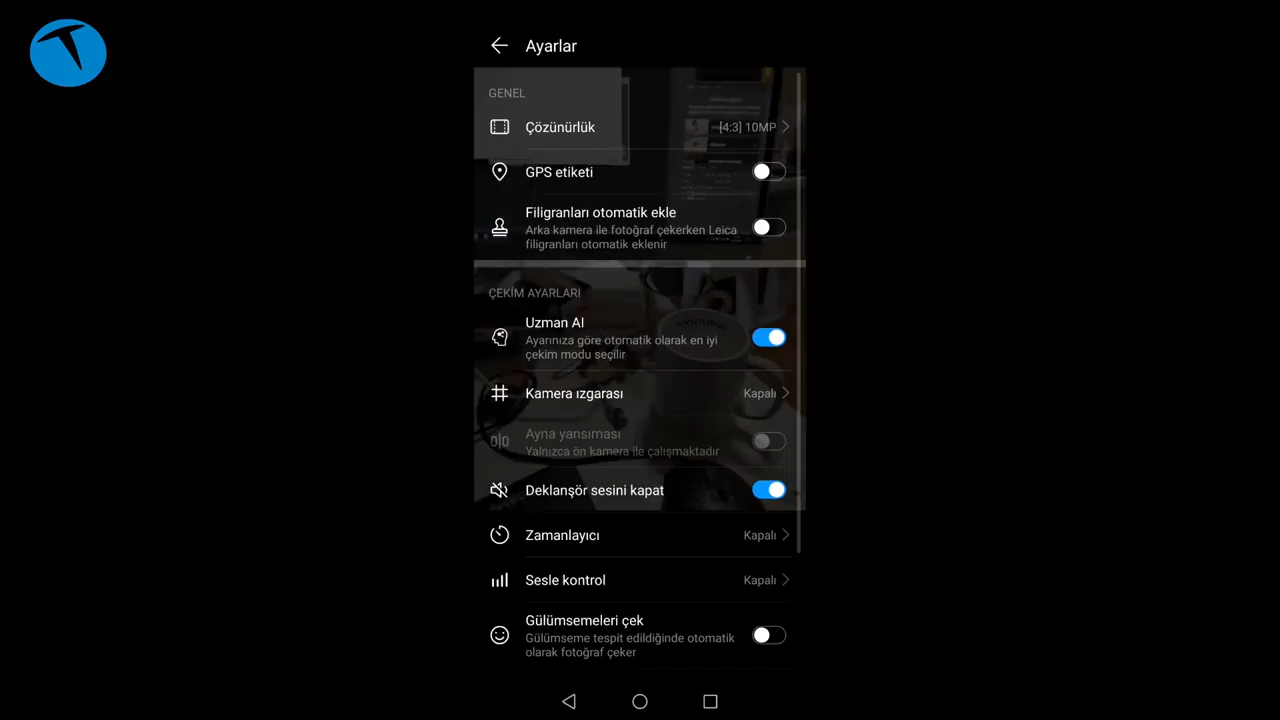 Ayarlar
GENEL
Çözünürlük
[4:3] 10MP
GPS etiketi
Filigranları otomatik ekle
Arka kamera ile fotoğraf çekerken Leica
filigranları otomatik eklenir
ÇEKİM AYARLARI
Uzman AI
Ayarınıza göre otomatik olarak en iyi
çekim modu seçilir
Kamera ızgarası
Kapalı
Ayna yansıması
Yalnızca ön kamera ile çalışmaktadır
Deklanşör sesini kapat
Zamanlayıcı
Kapalı
Sesle kontrol
Kapalı
Gülümsemeleri çek
Gülümseme tespit edildiğinde otomatik
olarak fotoğraf çeker